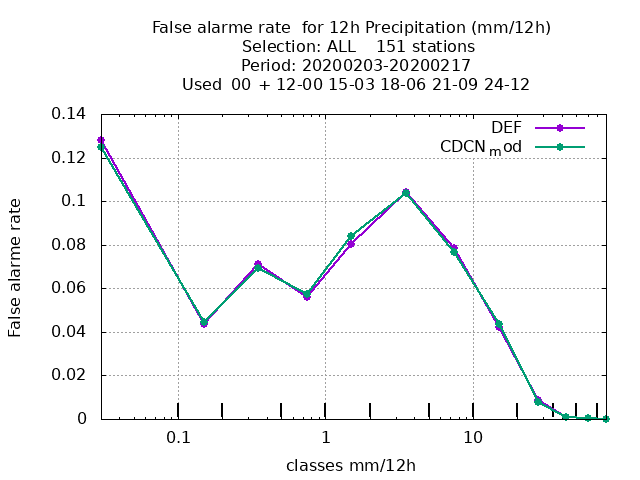 False alarme rate  for 12h Precipitation (mm/12h)
Selection: ALL    151 stations
Period: 20200203-20200217
Used  00 + 12-00 15-03 18-06 21-09 24-12
DEF
CDCN_mod
0.14
0.12
0.1
0.08
0.06
0.04
0.02
0
False alarme rate
0.1
1
10
classes mm/12h